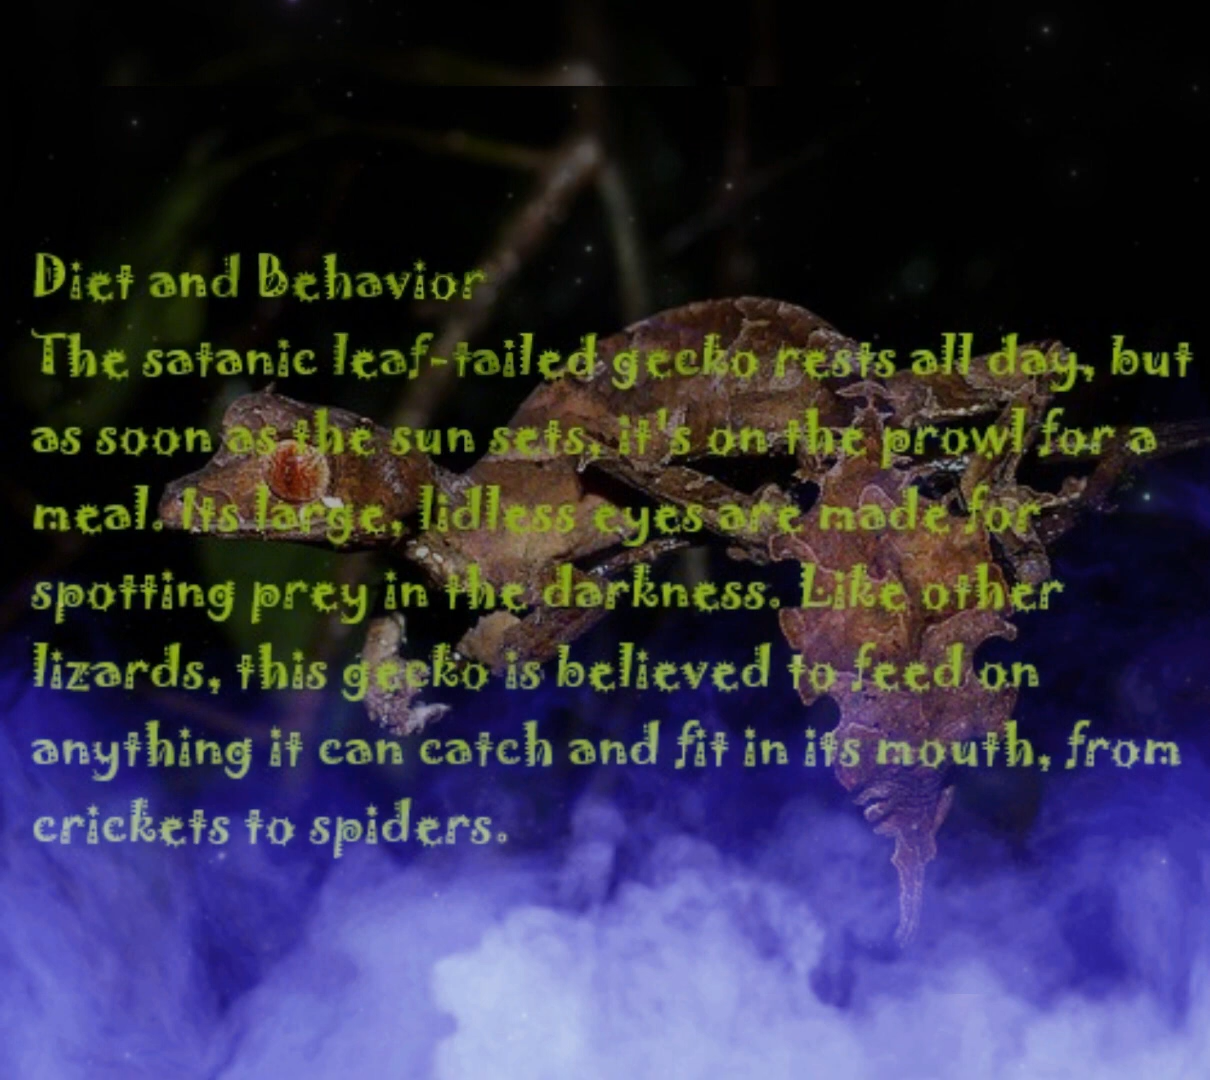 Diet and Behavior
The satanic leaf-tailed gecko rests all day, but
as soon as the sun sets, it's on the prowl for a
meal. Its large, lidless eyes are made for
spotting prey in the darkness. Like other
lizards, this gecko is believed to feed on
anything it can catch and fit in its mouth, from
crickets to spiders.